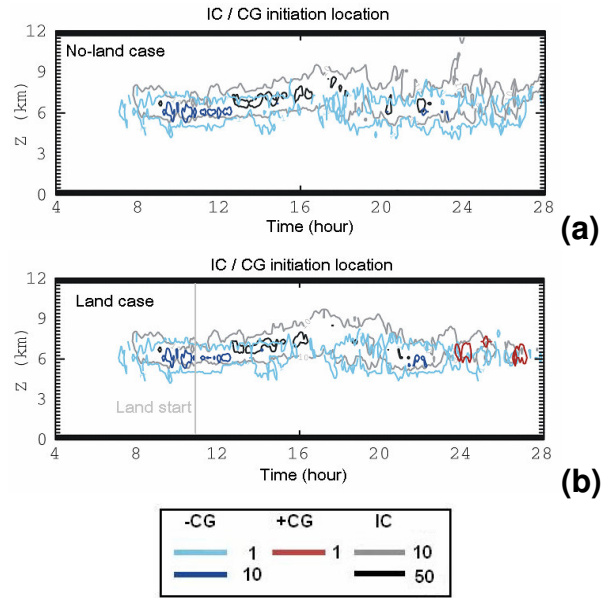 IC / CG initiation location
No-land case
12
9
6
3
0
Z (km)
4 8 12 16 20 24 28
Time (hour)
(a)
IC / CG initiation location
Land case
Land start
12
9
6
3
0
Z (km)
4 8 12 16 20 24 28
Time (hour)
(b)
-CG +CG IC
1 1 10
10 50